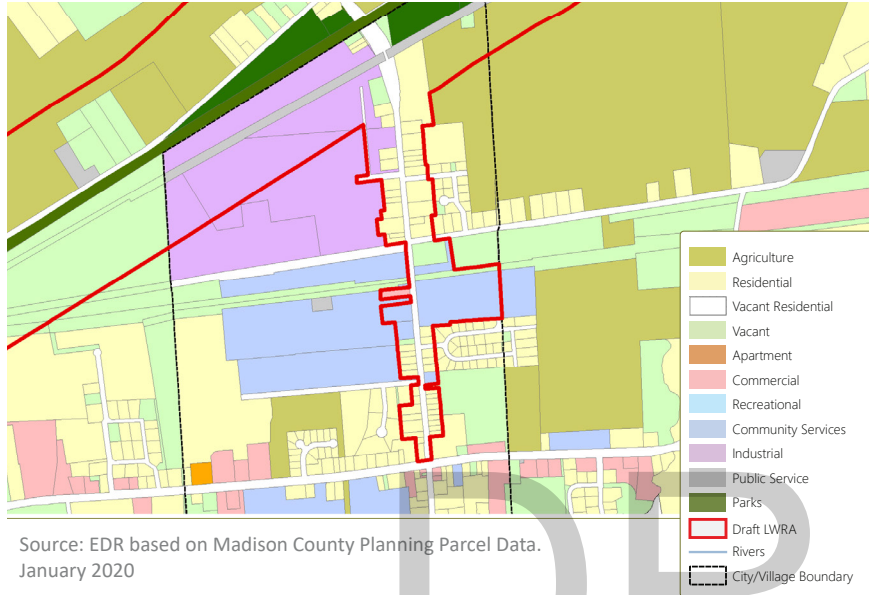 Agriculture
Residential
Vacant Residential
Vacant
Apartment
Commercial
Recreational
Community Services
Industrial
Public Service
Parks
Draft LWRA
Rivers
City/Village Boundary
Source: EDR based on Madison County Planning Parcel Data.
January 2020